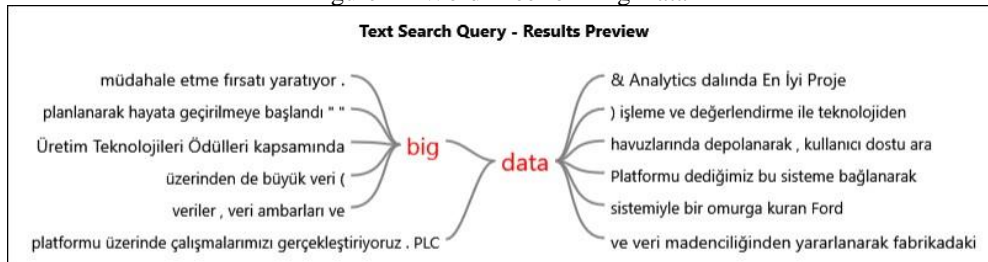 Text Search Query - Results Preview
müdahale etme fırsatı yaratıyor .
planlanarak hayata geçirilmeye başlandı " "
Üretim Teknolojileri Ödülleri kapsamında
üzerinden de büyük veri (
veriler , veri ambarları ve
platformu üzerinde çalışmalarımızı gerçekleştiriyoruz . PLC
big
data
& Analytics dalında En İyi Proje
) işleme ve değerlendirme ile teknolojiden
havuzlarında depolanarak , kullanıcı dostu ara
Platformu dediğimiz bu sisteme bağlanarak
sistemiyle bir omurga kuran Ford
ve veri madenciliğinden yararlanarak fabrikadaki